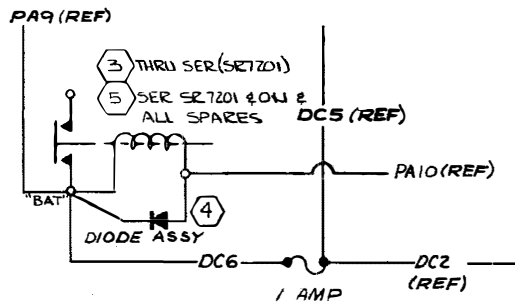 PA9 (REF)
3 THRU SER (SR7201)
5 SER SR7201 & ON &
ALL SPARES
DC5 (REF)
PA10 (REF)
"BAT"
4
DIODE ASSY
DC6
DC2
(REF)
1 AMP